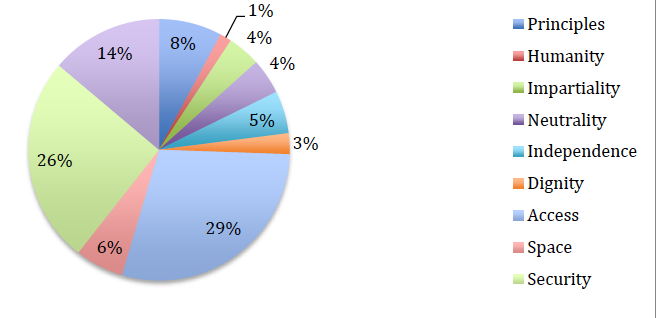 1%
8%
4%
14%
4%
5%
3%
26%
29%
6%
Principles
Humanity
Impartiality
Neutrality
Independence
Dignity
Access
Space
Security